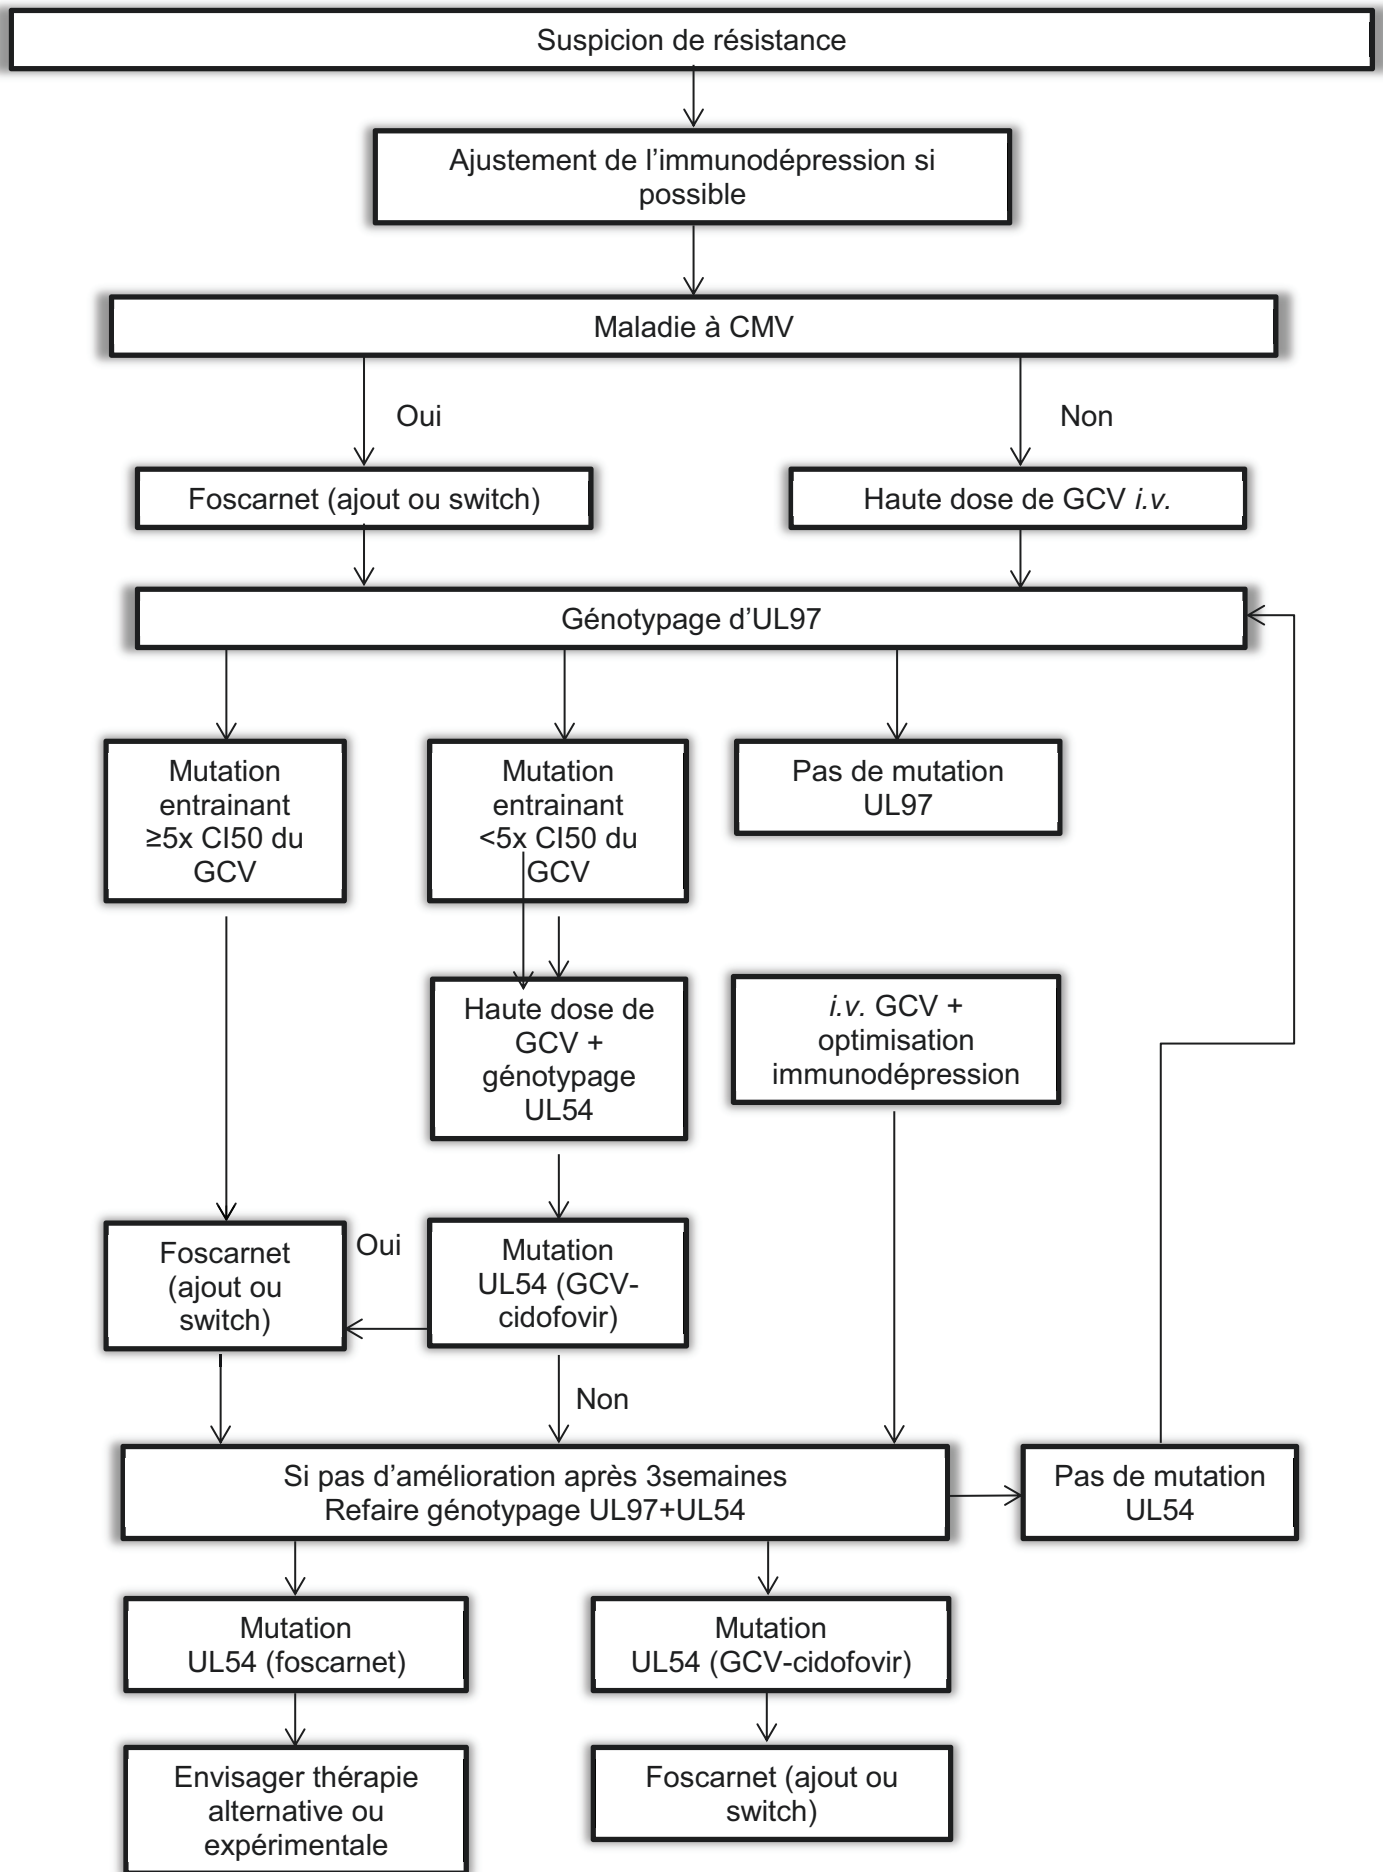 Suspicion de résistance
Ajustement de l'immunodépression si
possible
Maladie à CMV
Oui
Non
Foscarnet (ajout ou switch)
Haute dose de GCV i.v.
Génotypage d'UL97
Mutation
entrainant
≥5x CI50 du
GCV
Mutation
entrainant
<5x CI50 du
GCV
Pas de mutation
UL97
Haute dose de
GCV +
génotypage
UL54
i.v. GCV +
optimisation
immunodépression
Foscarnet
(ajout ou
switch)
Oui
Mutation
UL54 (GCV-
cidofovir)
Non
Si pas d'amélioration après 3semaines
Refaire génotypage UL97+UL54
Pas de mutation
UL54
Mutation
UL54 (foscarnet)
Mutation
UL54 (GCV-cidofovir)
Envisager thérapie
alternative ou
expérimentale
Foscarnet (ajout ou
switch)